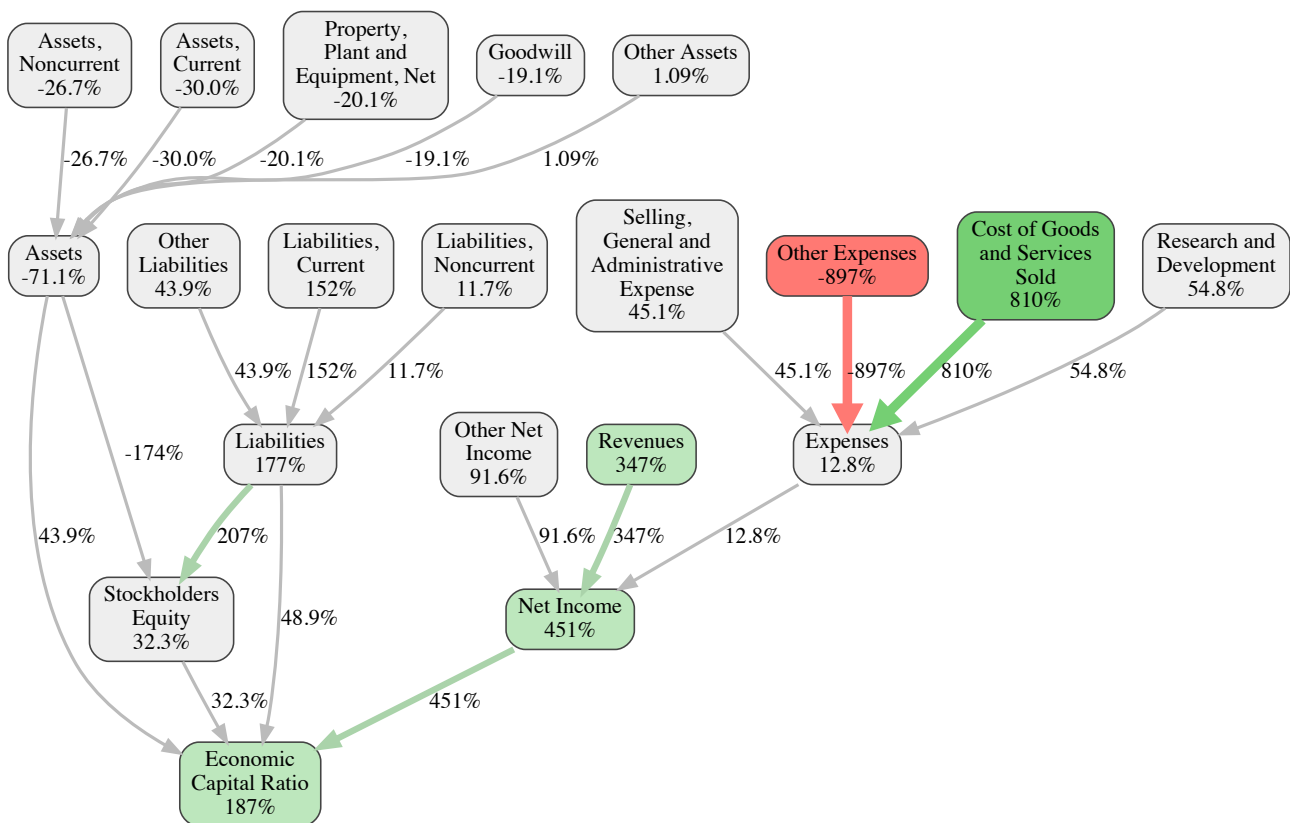 Assets,
Noncurrent
-26.7%
Assets,
Current
-30.0%
Property,
Plant and
Equipment, Net
-20.1%
Goodwill
-19.1%
Other Assets
1.09%
-26.7%
-30.0%
-20.1%
-19.1%
1.09%
Assets
-71.1%
Other
Liabilities
43.9%
Liabilities,
Current
152%
Liabilities,
Noncurrent
11.7%
Selling,
General and
Administrative
Expense
45.1%
Other Expenses
-897%
Cost of Goods
and Services
Sold
810%
Research and
Development
54.8%
43.9%
152%
11.7%
45.1%
-897%
810%
54.8%
-174%
Liabilities
177%
Other Net
Income
91.6%
Revenues
347%
Expenses
12.8%
43.9%
207%
48.9%
91.6%
347%
12.8%
Stockholders
Equity
32.3%
Net Income
451%
32.3%
451%
Economic
Capital Ratio
187%